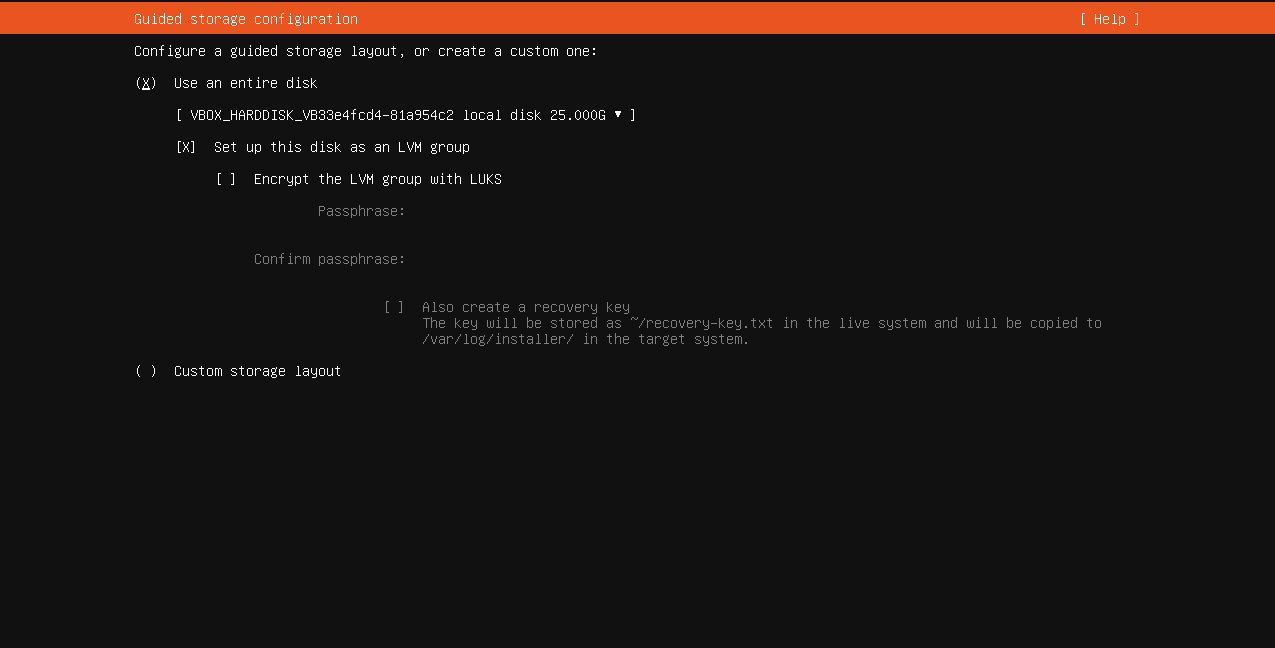 Guided storage configuration [ Help ]
Configure a guided storage layout, or create a custom one:
(X) Use an entire disk
[ VBOX_HARDDISK_VB33e4fcd4-81a954c2 local disk 25.000G ▾ ]
[X] Set up this disk as an LVM group
[ ] Encrypt the LVM group with LUKS
Passphrase:
Confirm passphrase:
[ ] Also create a recovery key
The key will be stored as ~/recovery-key.txt in the live system and will be copied to
/var/log/installer/ in the target system.
( ) Custom storage layout